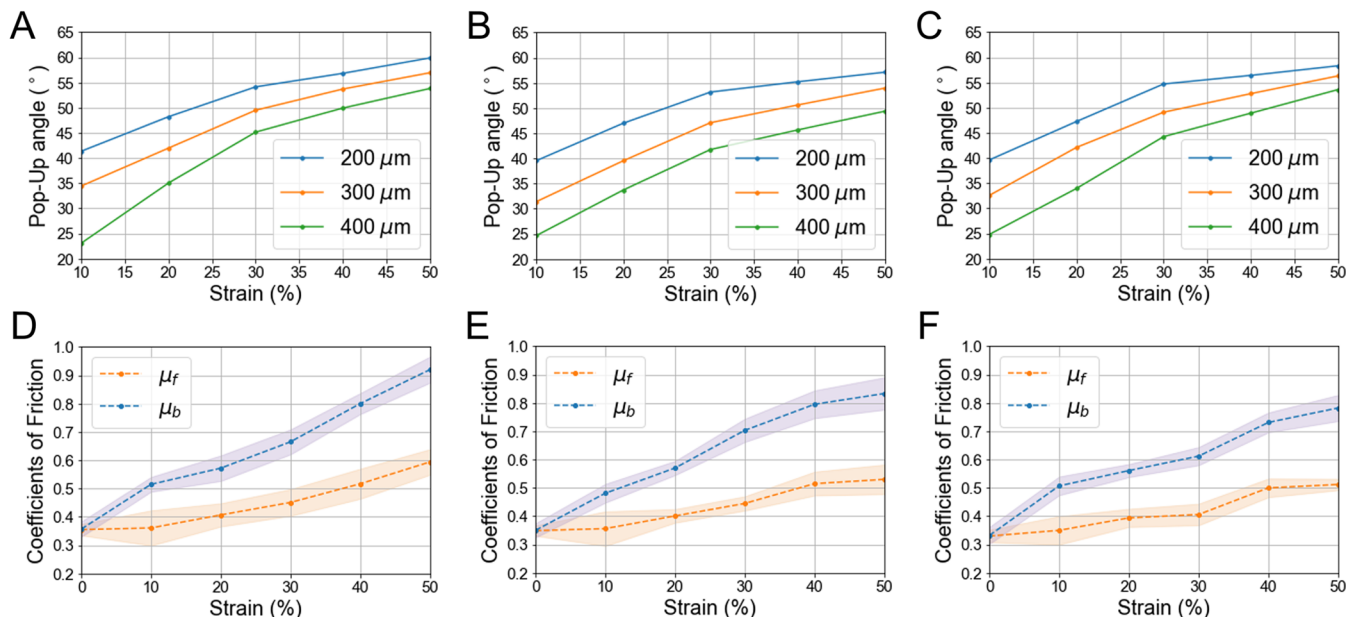 A
Pop-Up angle (°)
65
60
55
50
45
40
35
30
25
20
200 μm
300 μm
400 μm
10 15 20 25 30 35 40 45 50
Strain (%)
B
Pop-Up angle (°)
65
60
55
50
45
40
35
30
25
20
200 μm
300 μm
400 μm
10 15 20 25 30 35 40 45 50
Strain (%)
C
Pop-Up angle (°)
65
60
55
50
45
40
35
30
25
20
200 μm
300 μm
400 μm
10 15 20 25 30 35 40 45 50
Strain (%)
D
Coefficients of Friction
1.0
0.9
0.8
0.7
0.6
0.5
0.4
0.3
0.2
μf
μb
0 10 20 30 40 50
Strain (%)
E
Coefficients of Friction
1.0
0.9
0.8
0.7
0.6
0.5
0.4
0.3
0.2
μf
μb
0 10 20 30 40 50
Strain (%)
F
Coefficients of Friction
1.0
0.9
0.8
0.7
0.6
0.5
0.4
0.3
0.2
μf
μb
0 10 20 30 40 50
Strain (%)